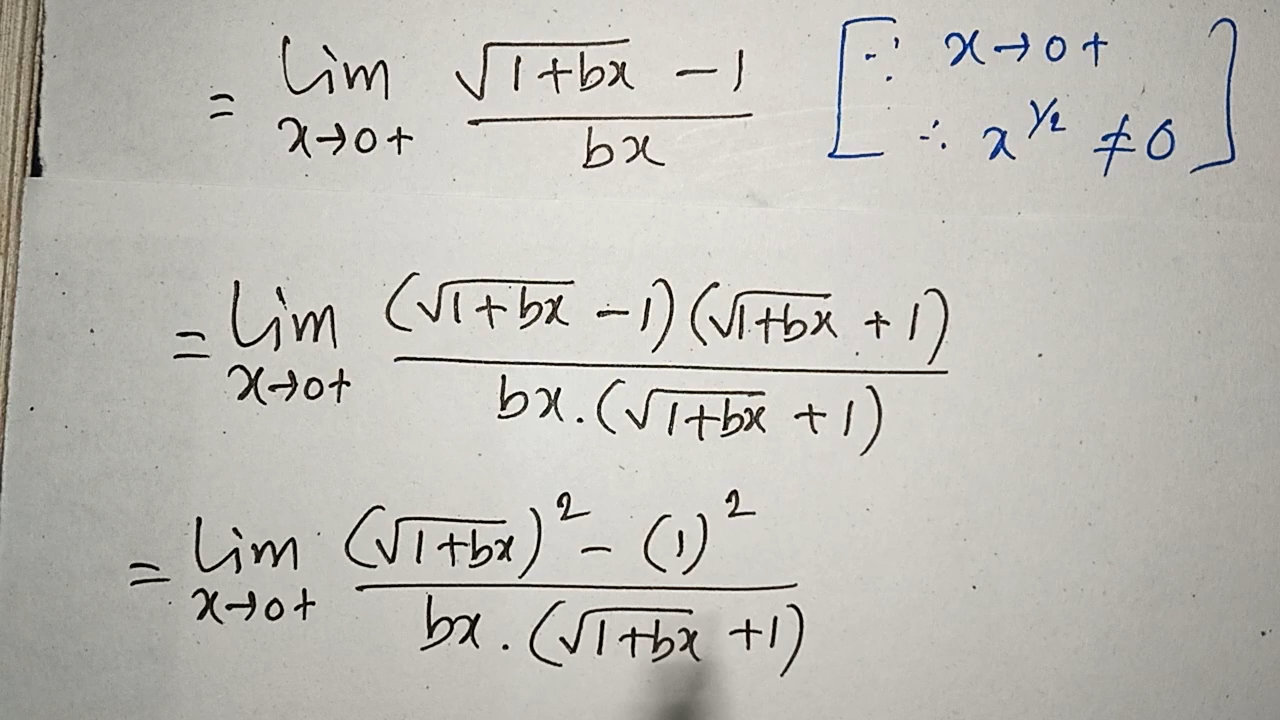 = lim x→0+ (√(1+bx) - 1) / bx [∵ x→0+ ∴ x^(1/2) ≠ 0]
= lim x→0+ (√(1+bx) - 1)(√(1+bx) + 1) / bx.(√(1+bx) + 1)
= lim x→0+ ((√(1+bx))² - (1)²) / bx.(√(1+bx) + 1)